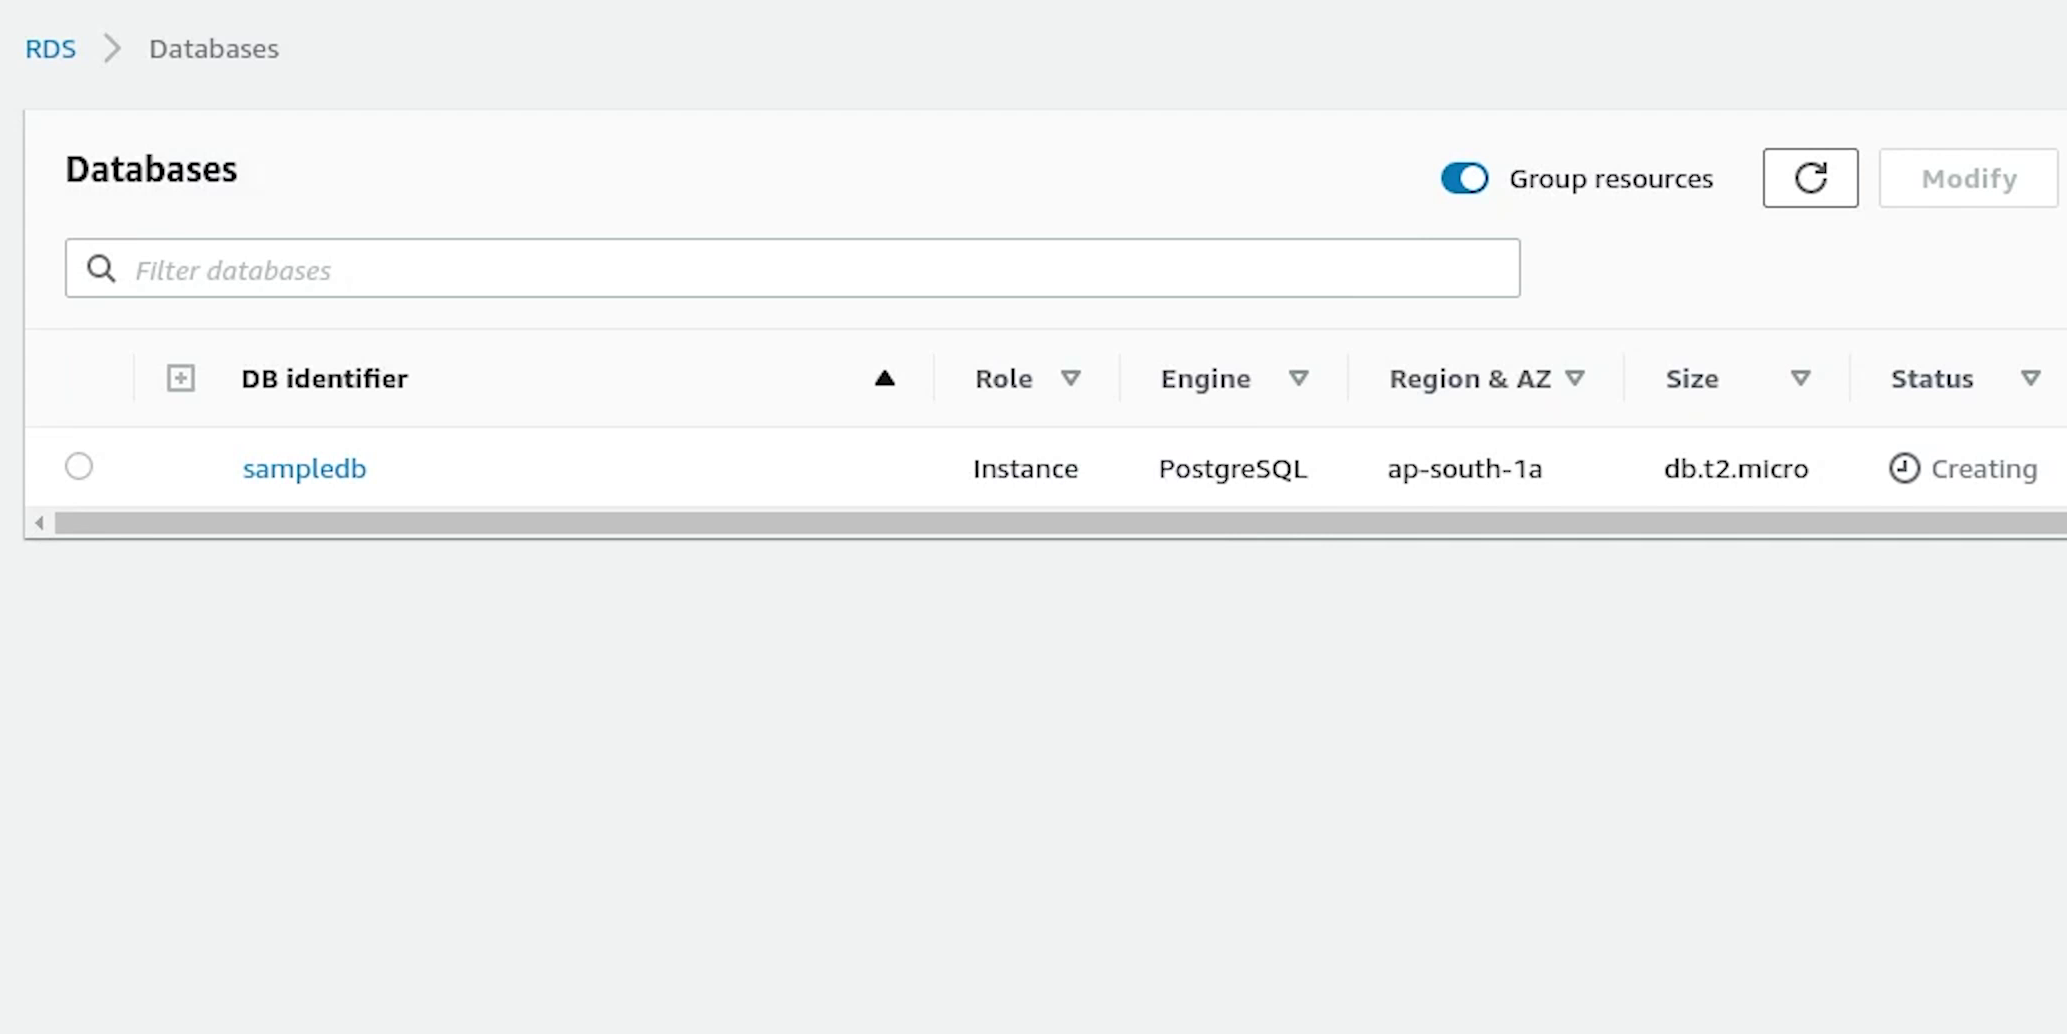 RDS Databases
Databases
Group resources
Modify
Filter databases
DB identifier Role Engine Region & AZ Size Status
sampledb Instance PostgreSQL ap-south-1a db.t2.micro Creating